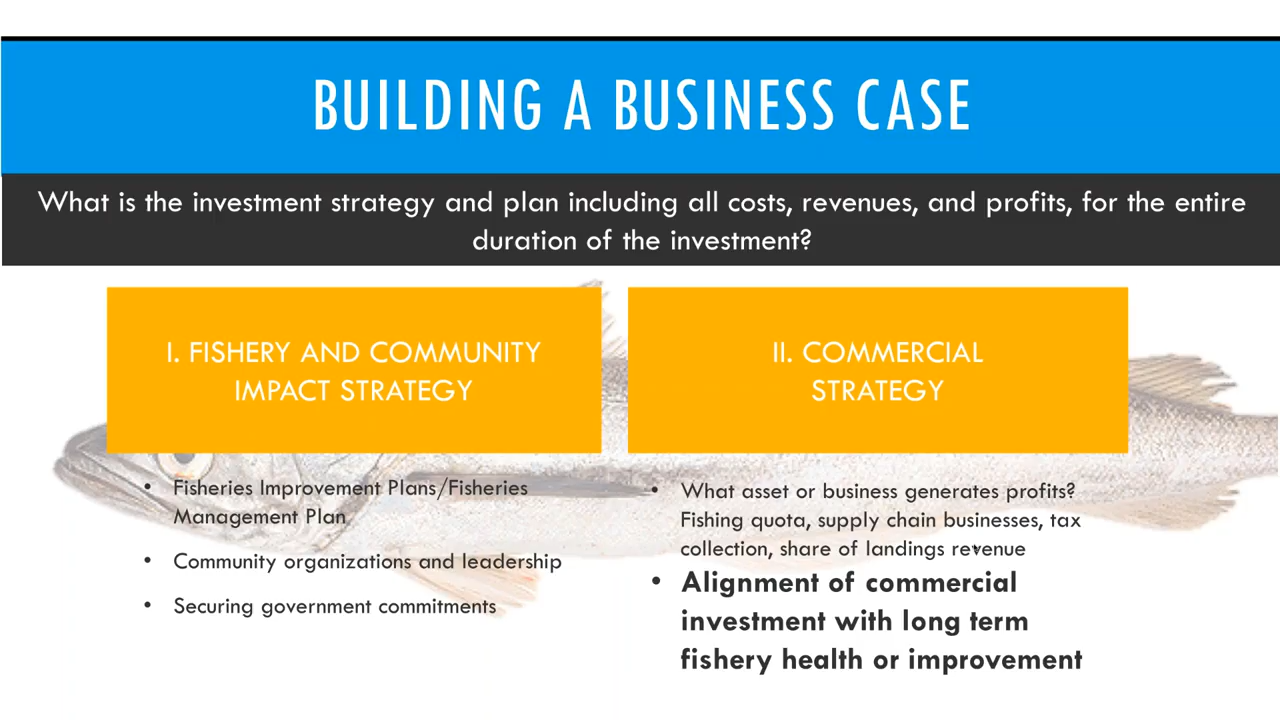 BUILDING A BUSINESS CASE
What is the investment strategy and plan including all costs, revenues, and profits, for the entire
duration of the investment?
I. FISHERY AND COMMUNITY
IMPACT STRATEGY
• Fisheries Improvement Plans/Fisheries
Management Plan
• Community organizations and leadership
• Securing government commitments
II. COMMERCIAL
STRATEGY
• What asset or business generates profits?
Fishing quota, supply chain businesses, tax
collection, share of landings revenue
• Alignment of commercial
investment with long term
fishery health or improvement